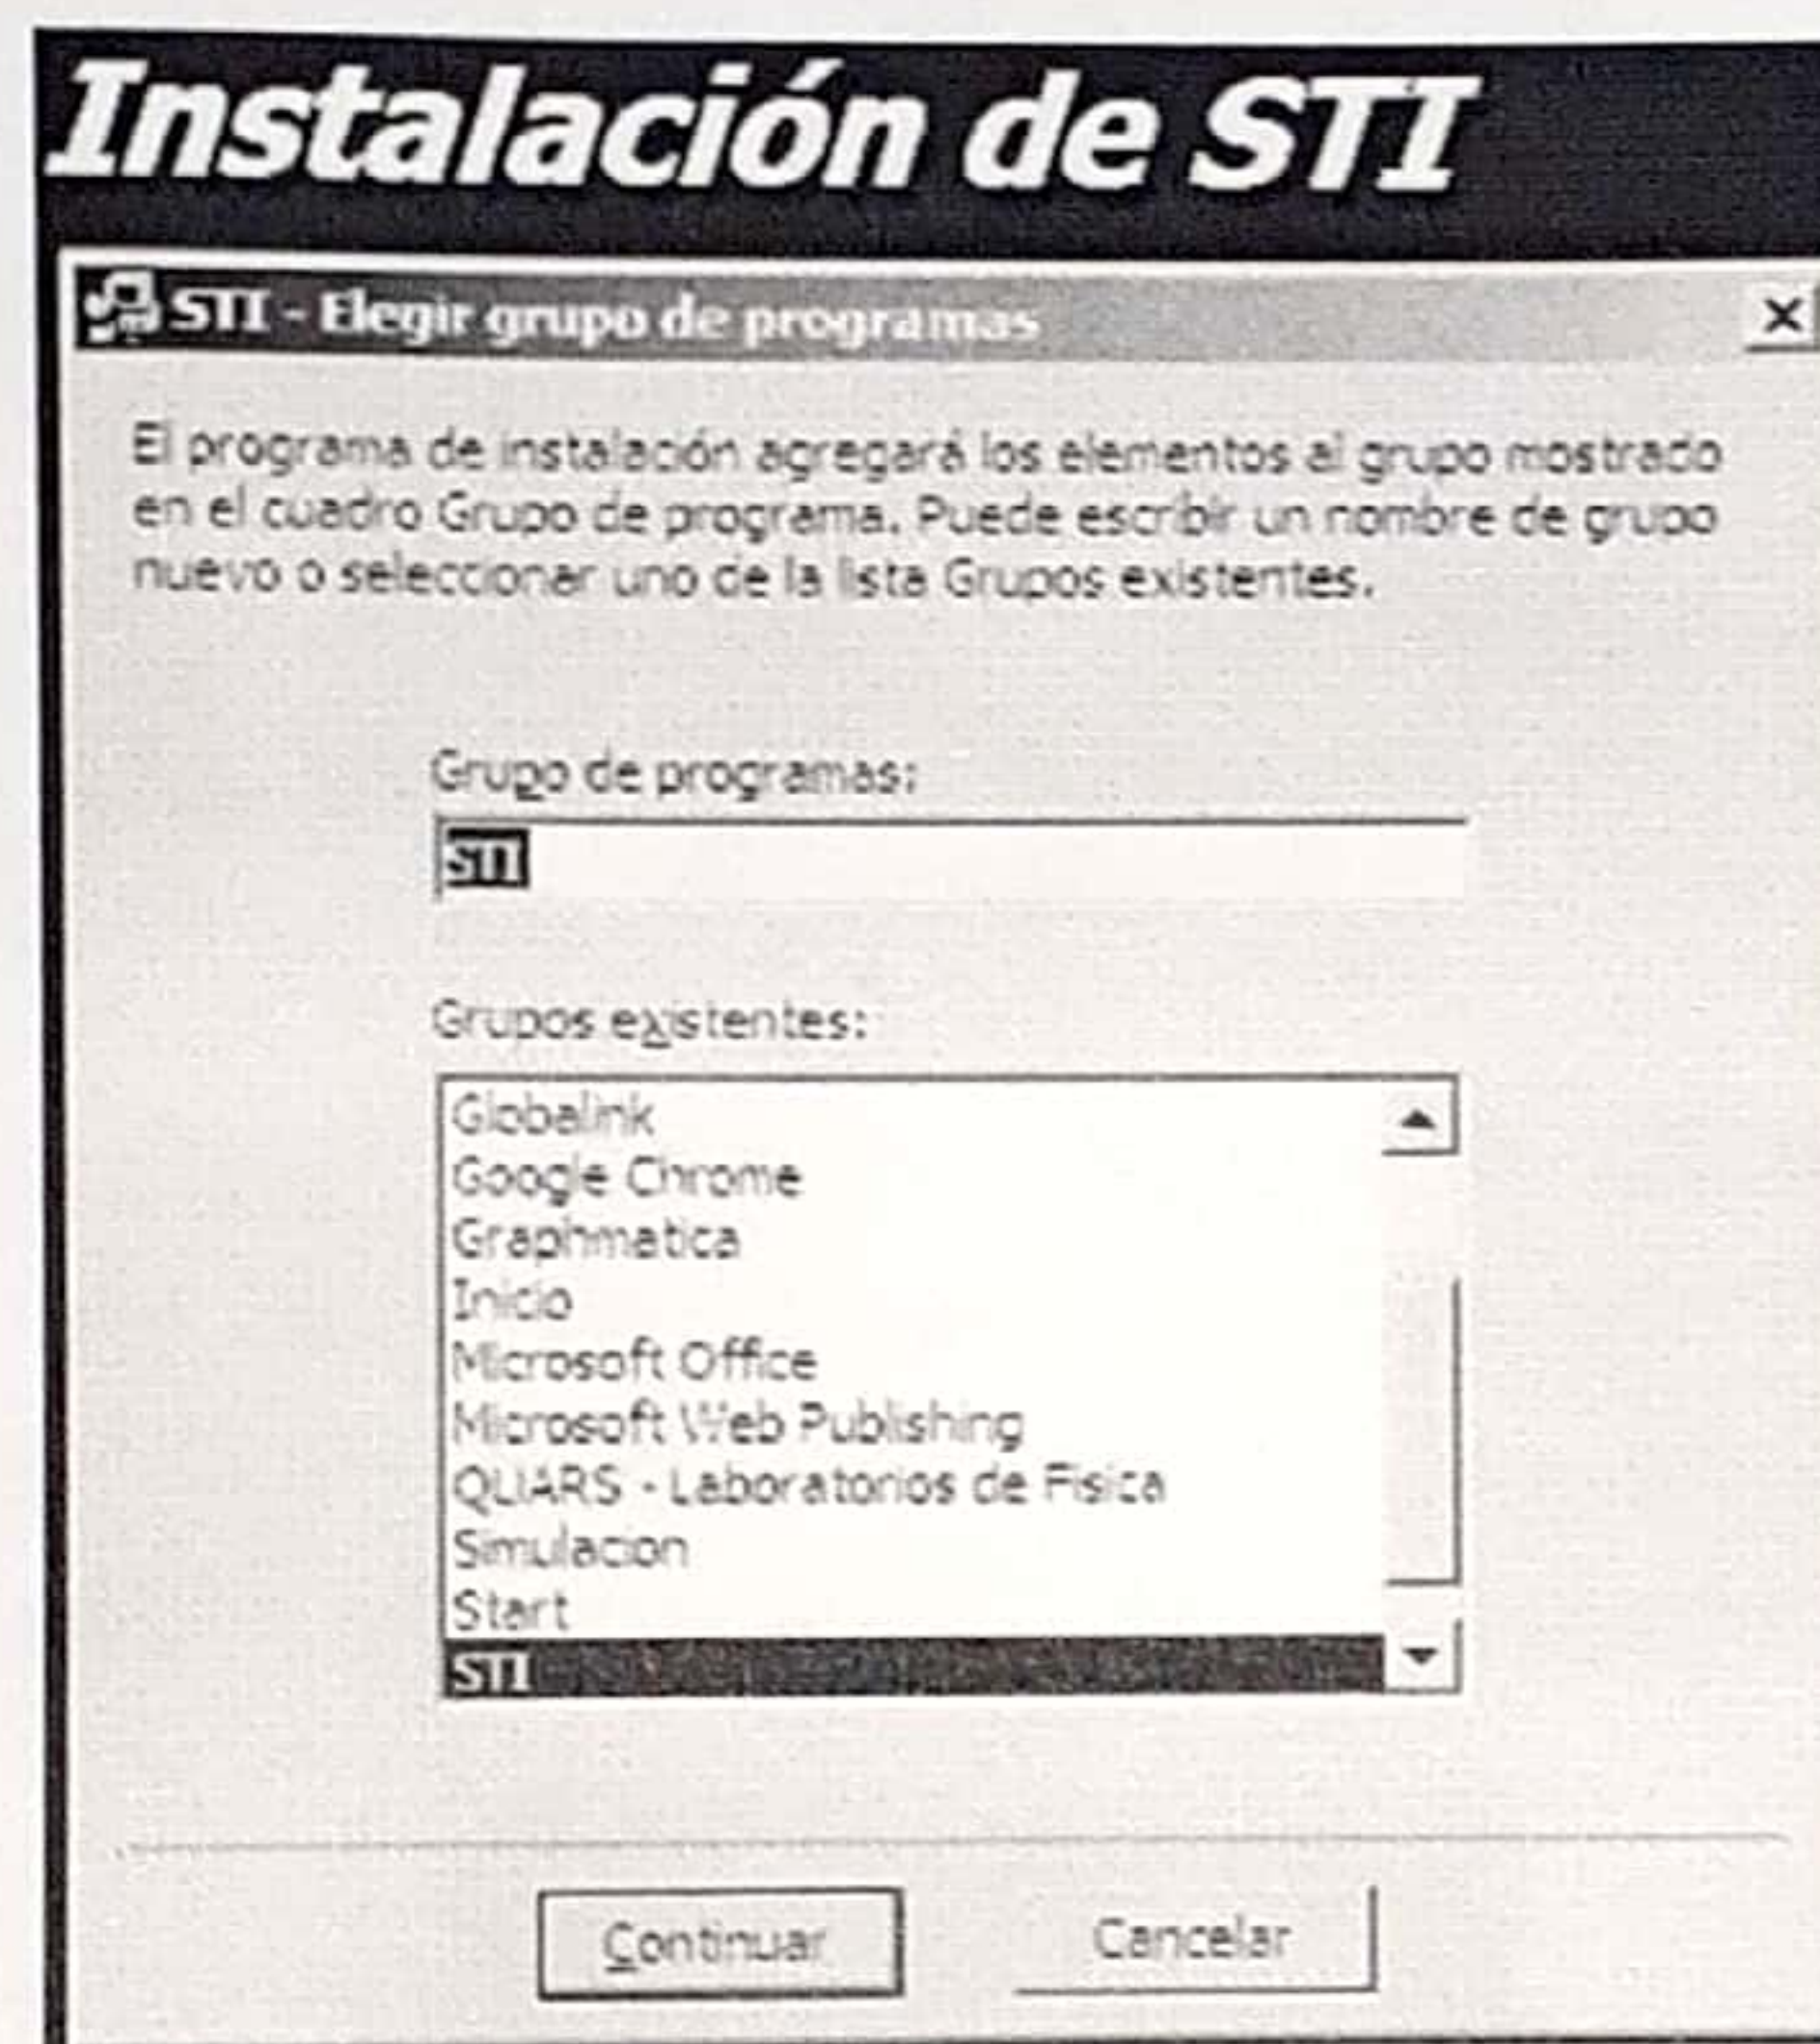 Instalación de STI
STI - Elegir grupo de programas
El programa de instalación agregará los elementos al grupo mostrado
en el cuadro Grupo de programa. Puede escribir un nombre de grupo
nuevo o seleccionar uno de la lista Grupos existentes.
Grupo de programas:
STI
Grupos existentes:
Globalink
Google Chrome
Graphmatica
Inicio
Microsoft Office
Microsoft Web Publishing
QUARS - Laboratorios de Fisica
Simulacion
Start
STI
Continuar
Cancelar